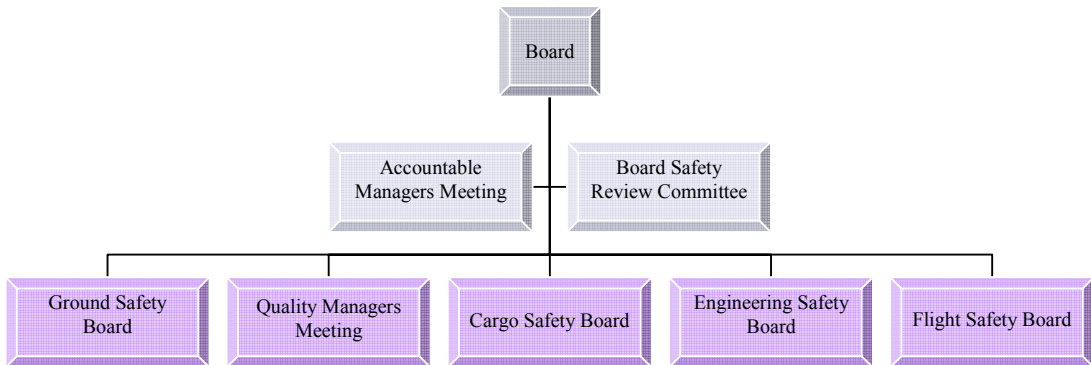 Board
Accountable
Managers Meeting
Board Safety
Review Committee
Ground Safety
Board
Quality Managers
Meeting
Cargo Safety Board
Engineering Safety
Board
Flight Safety Board